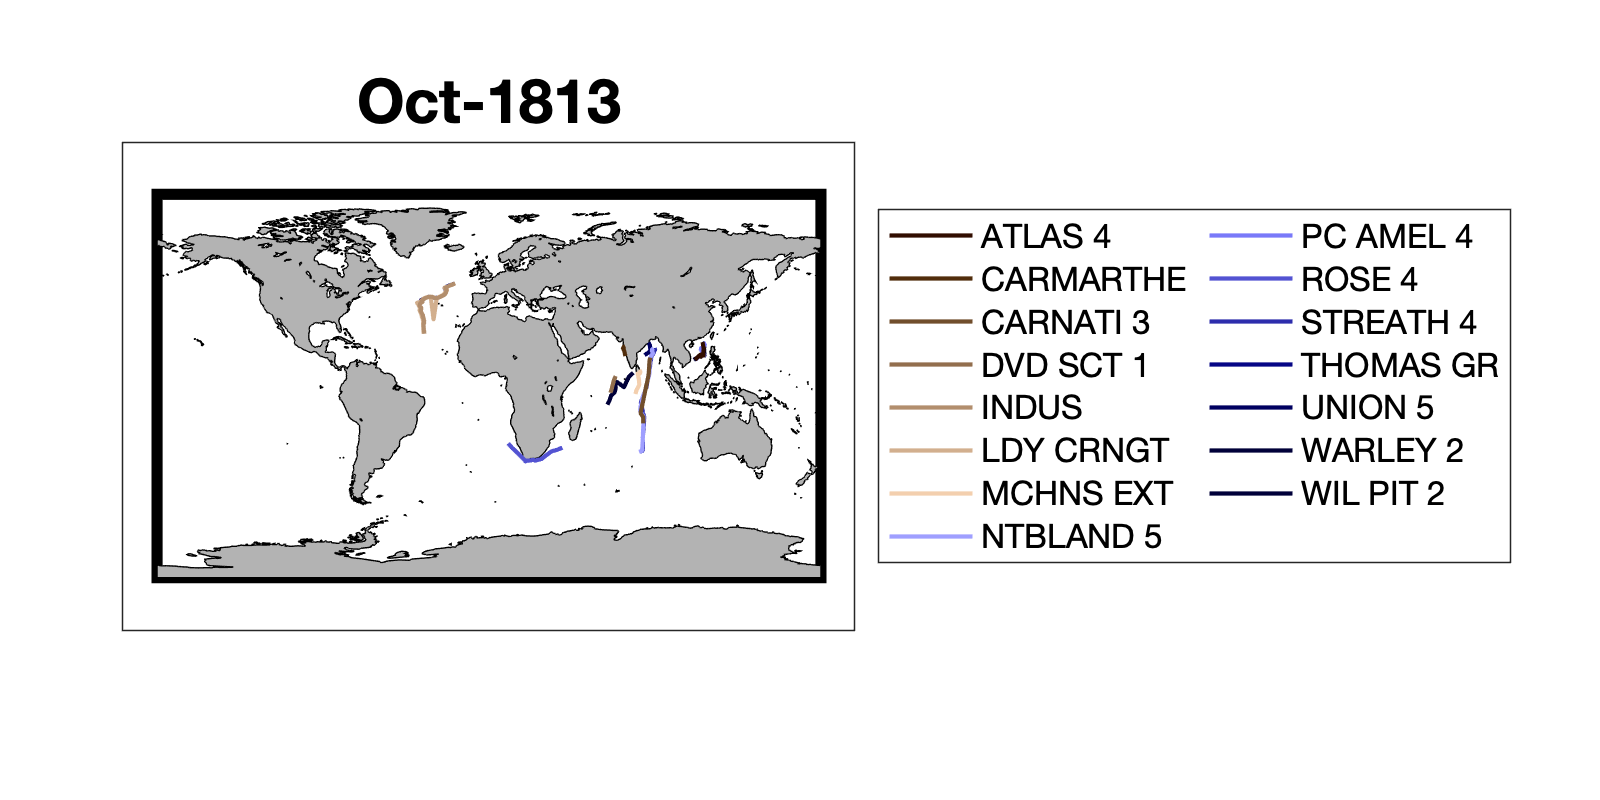 Oct-1813
ATLAS 4
CARMARTHE
CARNATI 3
DVD SCT 1
INDUS
LDY CRNGT
MCHNS EXT
NTBLAND 5
PC AMEL 4
ROSE 4
STREATH 4
THOMAS GR
UNION 5
WARLEY 2
WIL PIT 2